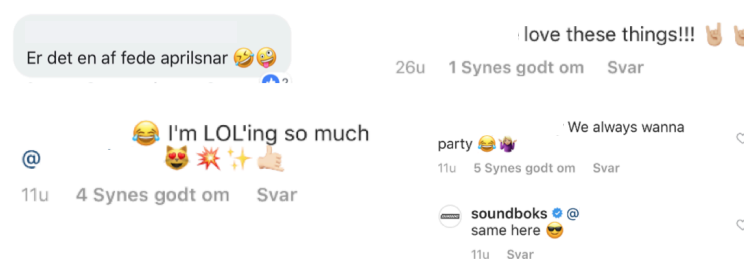 Er det en af fede aprilsnar 🤣🤪
2
love these things!!! 🤘🏼🤘🏼
26u 1 Synes godt om Svar
😂 I'm LOL'ing so much
@ 😻💥✨🤙🏻
11u 4 Synes godt om Svar
We always wanna
party 😂🤷🏼‍♀️
11u 5 Synes godt om Svar
soundboks @
same here 😎
11u Svar